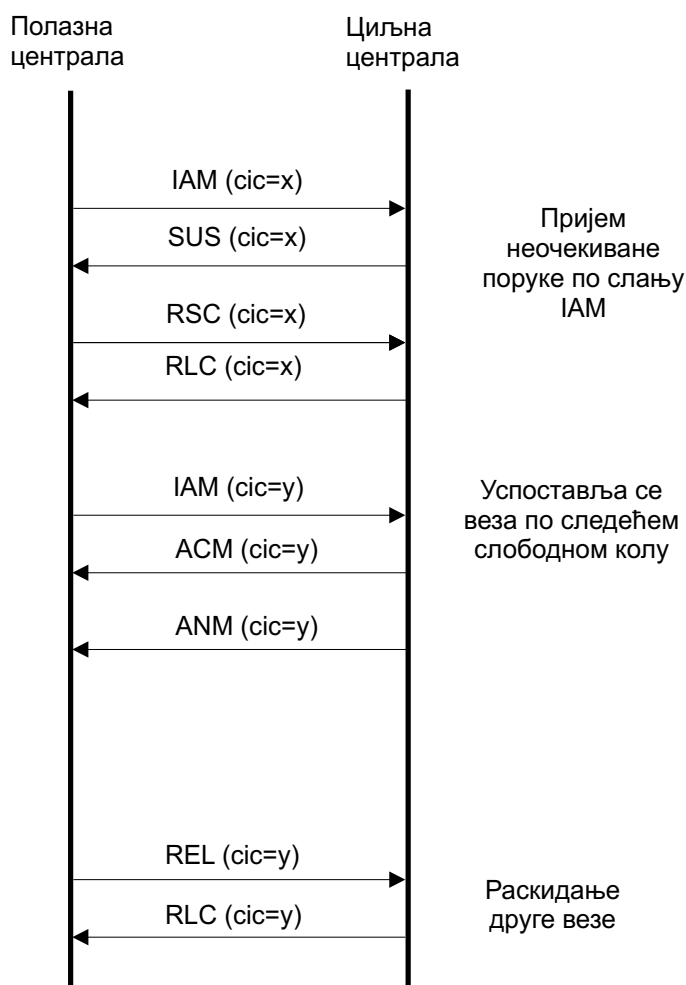 Полазна
централа
Циљна
централа
IAM (cic=x)
SUS (cic=x)
RSC (cic=x)
RLC (cic=x)
Пријем
неочекиване
поруке по слању
IAM
IAM (cic=y)
ACM (cic=y)
ANM (cic=y)
Успоставља се
веза по следећем
слободном колу
REL (cic=y)
RLC (cic=y)
Раскидање
друге везе